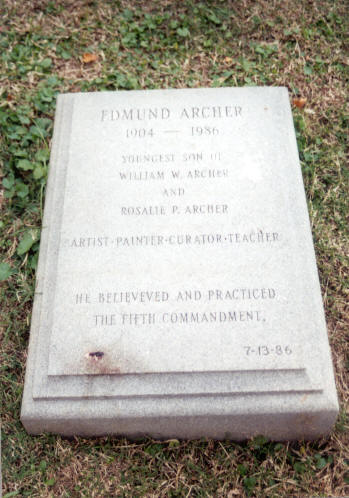 EDMUND ARCHER
1904 — 1986
YOUNGEST SON OF
WILLIAM W. ARCHER
AND
ROSALIE P. ARCHER
ARTIST·PAINTER·CURATOR·TEACHER
HE BELIEVEVED AND PRACTICED
THE FIFTH COMMANDMENT,
7-13-86